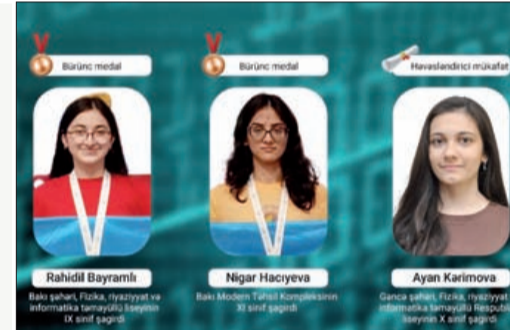 Bürünc medal
Bürünc medal
Həvəsləndirici mükafat
Rahidil Bayramlı
Bakı şəhəri, Fizika, riyaziyyat və
informatika təmayüllü liseyinin
IX sinif şagirdi
Nigar Hacıyeva
Bakı Modern Təhsil Kompleksinin
XI sinif şagirdi
Ayan Kərimova
Gəncə şəhəri, Fizika, riyaziyyat
informatika təmayüllü Respubli
liseyinin X sinif şagirdi